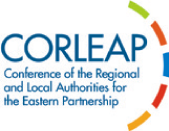 CORLEAP
Conference of the Regional
and Local Authorities for
the Eastern Partnership